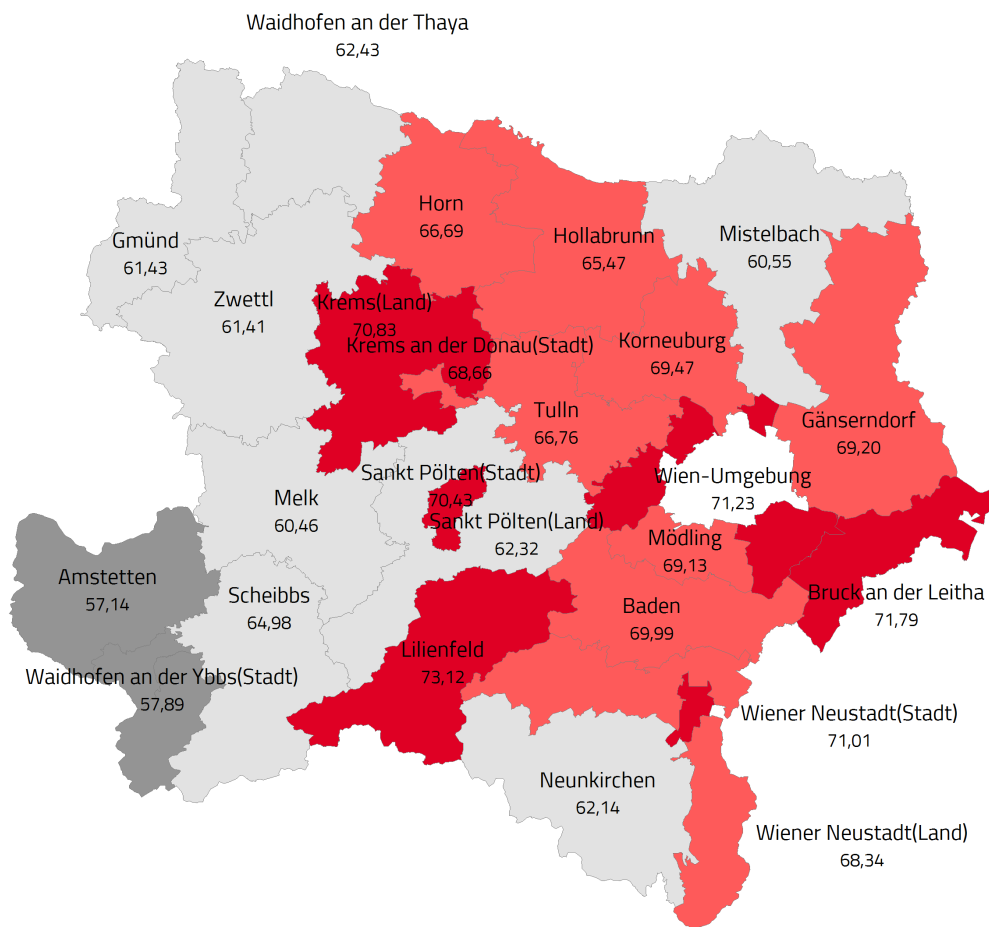 Waidhofen an der Thaya
62,43
Horn
66,69
Hollabrunn
65,47
Mistelbach
60,55
Gmünd
61,43
Zwettl
61,41
Krems(Land)
70,83
Krems an der Donau(Stadt)
68,66
Korneuburg
69,47
Tulln
66,76
Gänserndorf
69,20
Sankt Pölten(Stadt)
70,43
Wien-Umgebung
71,23
Melk
60,46
Sankt Pölten(Land)
62,32
Mödling
69,13
Amstetten
57,14
Scheibbs
64,98
Baden
69,99
Bruck an der Leitha
71,79
Lilienfeld
73,12
Waidhofen an der Ybbs(Stadt)
57,89
Wiener Neustadt(Stadt)
71,01
Neunkirchen
62,14
Wiener Neustadt(Land)
68,34